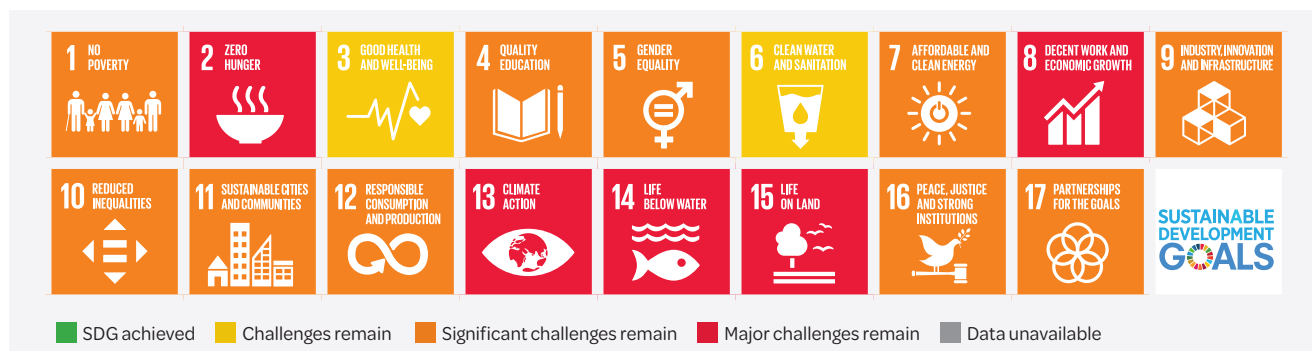 1 NO
POVERTY
2 ZERO
HUNGER
3 GOOD HEALTH
AND WELL-BEING
4 QUALITY
EDUCATION
5 GENDER
EQUALITY
6 CLEAN WATER
AND SANITATION
7 AFFORDABLE AND
CLEAN ENERGY
8 DECENT WORK AND
ECONOMIC GROWTH
9 INDUSTRY, INNOVATION
AND INFRASTRUCTURE
10 REDUCED
INEQUALITIES
11 SUSTAINABLE CITIES
AND COMMUNITIES
12 RESPONSIBLE
CONSUMPTION
AND PRODUCTION
13 CLIMATE
ACTION
14 LIFE
BELOW WATER
15 LIFE
ON LAND
16 PEACE, JUSTICE
AND STRONG
INSTITUTIONS
17 PARTNERSHIPS
FOR THE GOALS
SUSTAINABLE
DEVELOPMENT
GOALS
SDG achieved Challenges remain Significant challenges remain Major challenges remain Data unavailable